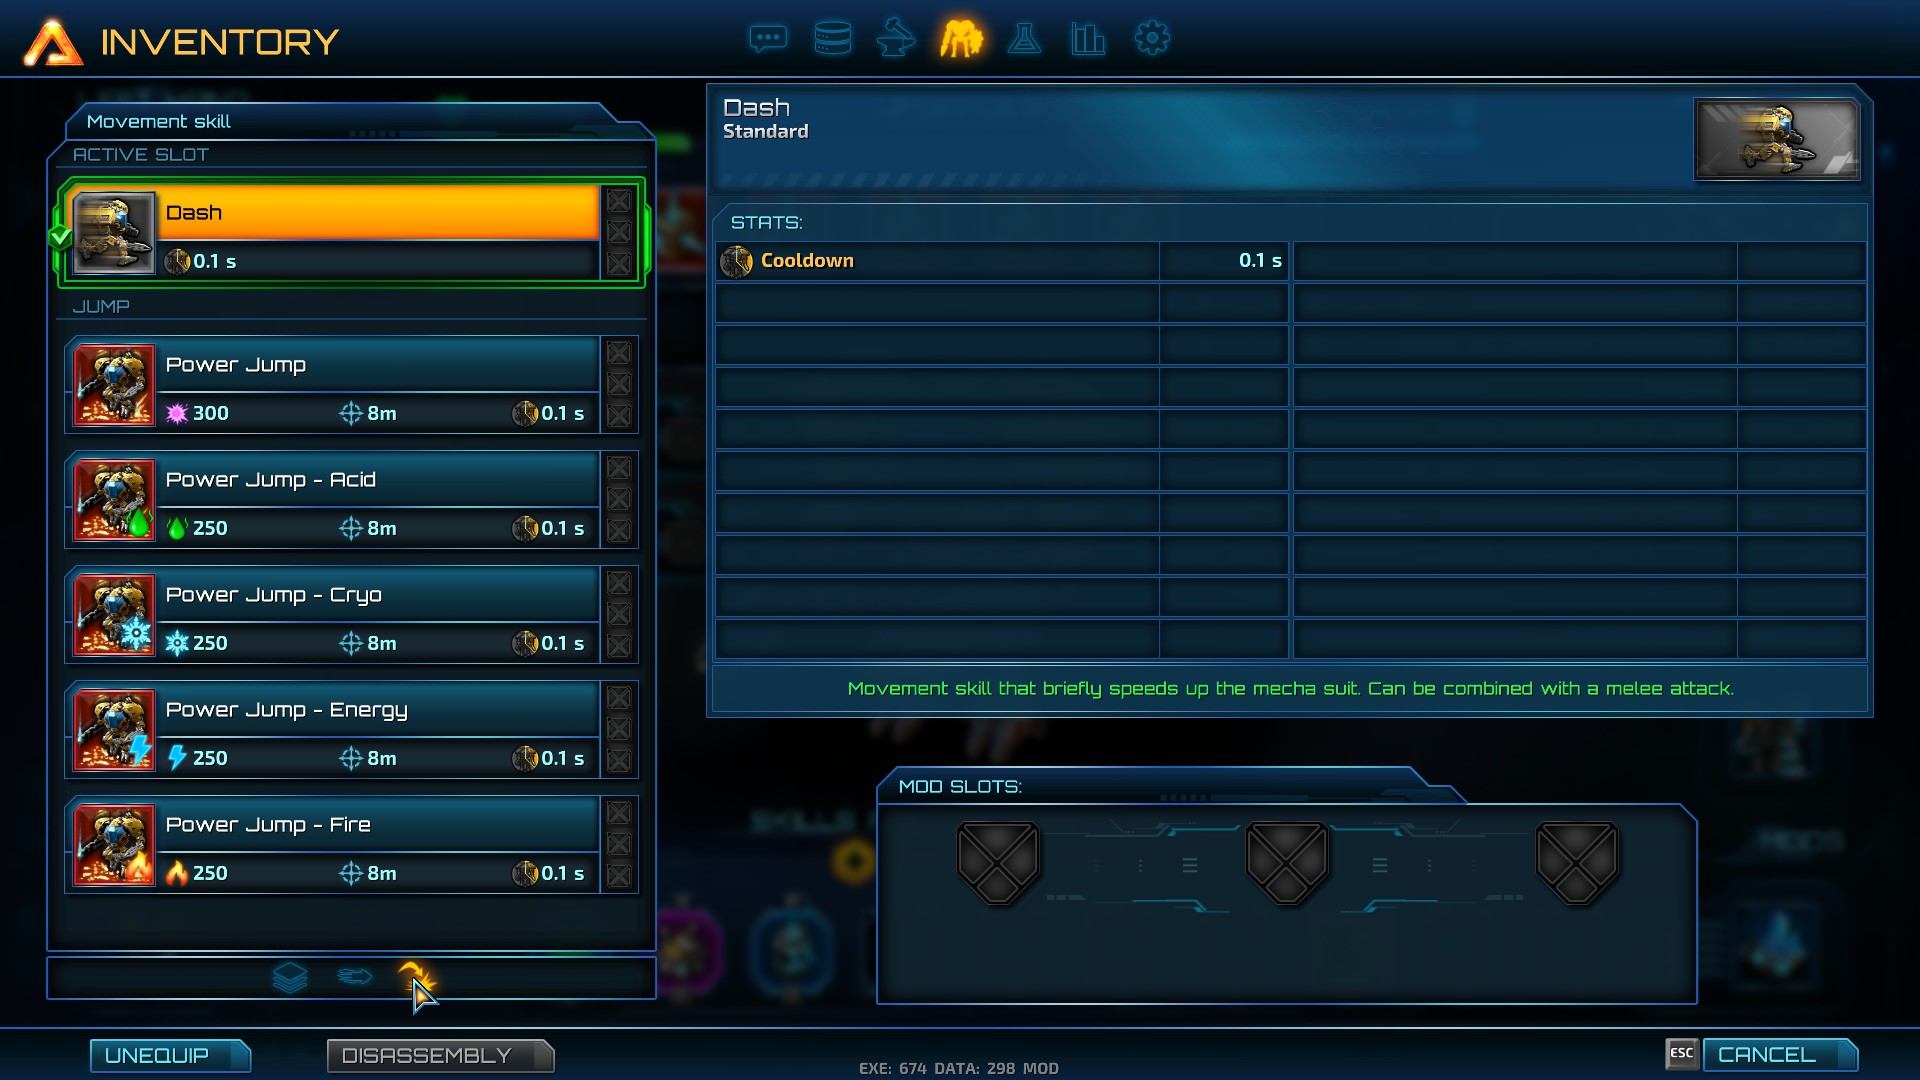 INVENTORY
Movement skill
ACTIVE SLOT
Dash
0.1 s
JUMP
Power Jump
300 8m 0.1 s
Power Jump - Acid
250 8m 0.1 s
Power Jump - Cryo
250 8m 0.1 s
Power Jump - Energy
250 8m 0.1 s
Power Jump - Fire
250 8m 0.1 s
Dash
Standard
STATS:
Cooldown 0.1 s
Movement skill that briefly speeds up the mecha suit. Can be combined with a melee attack.
SKILLS
MOD SLOTS:
MODS
UNEQUIP
DISASSEMBLY
EXE: 674 DATA: 298 MOD
ESC CANCEL